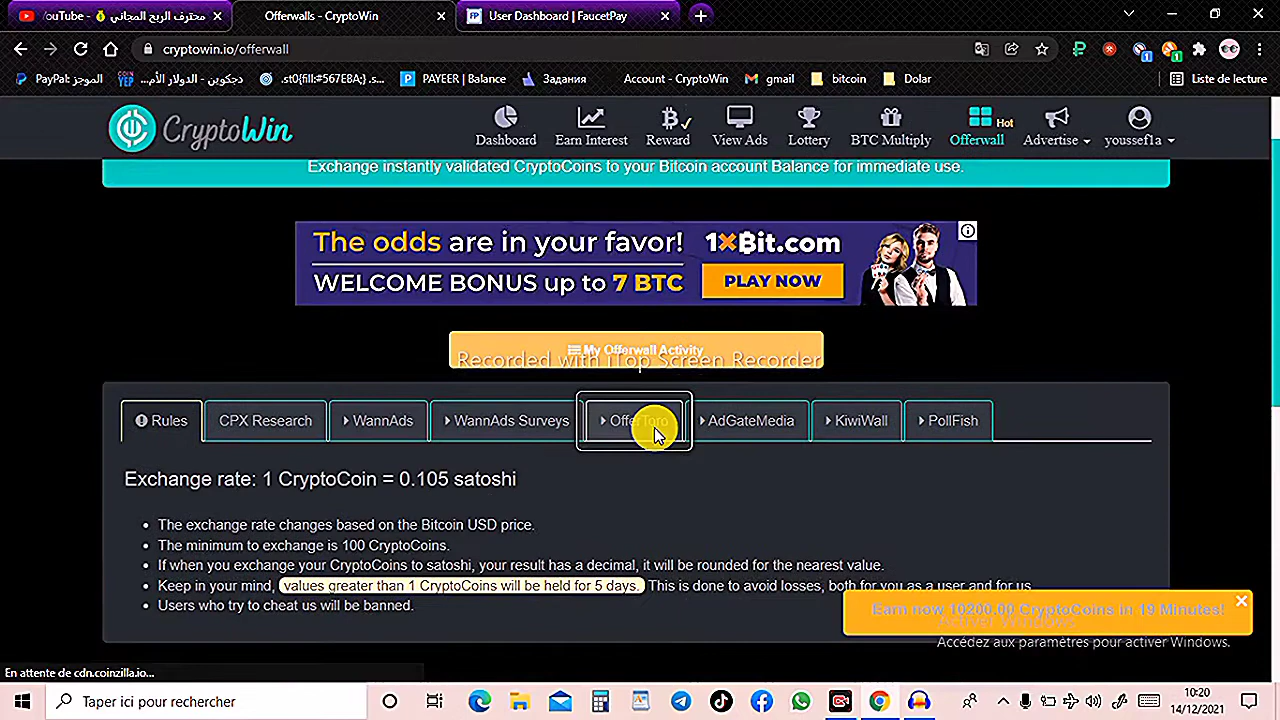 YouTube - 💰 محترف الربح المجاني
Offerwalls - CryptoWin
User Dashboard | FaucetPay
cryptowin.io/offerwall
PayPal: الموجز
دجكوين - الدولار الأم...
.st0{fill:#567E8A;} .s...
PAYEER | Balance
Задания
Account - CryptoWin
gmail
bitcoin
Dolar
Liste de lecture
CryptoWin
Dashboard
Earn Interest
Reward
View Ads
Lottery
BTC Multiply
Offerwall
Hot
Advertise
youssef1a
Exchange instantly validated CryptoCoins to your Bitcoin account Balance for immediate use.
The odds are in your favor!
WELCOME BONUS up to 7 BTC
1xBit.com
PLAY NOW
My Offerwall Activity
Recorded with iTop Screen Recorder
Rules
CPX Research
WannAds
WannAds Surveys
OfferToro
AdGateMedia
KiwiWall
PollFish
Exchange rate: 1 CryptoCoin = 0.105 satoshi
The exchange rate changes based on the Bitcoin USD price.
The minimum to exchange is 100 CryptoCoins.
If when you exchange your CryptoCoins to satoshi, your result has a decimal, it will be rounded for the nearest value.
Keep in your mind, values greater than 1 CryptoCoins will be held for 5 days. This is done to avoid losses, both for you as a user and for us.
Users who try to cheat us will be banned.
Earn now 10200.00 CryptoCoins in 19 Minutes!
Activer Windows
Accédez aux paramètres pour activer Windows.
En attente de cdn.coinzilla.io...
Taper ici pour rechercher
10:20
14/12/2021